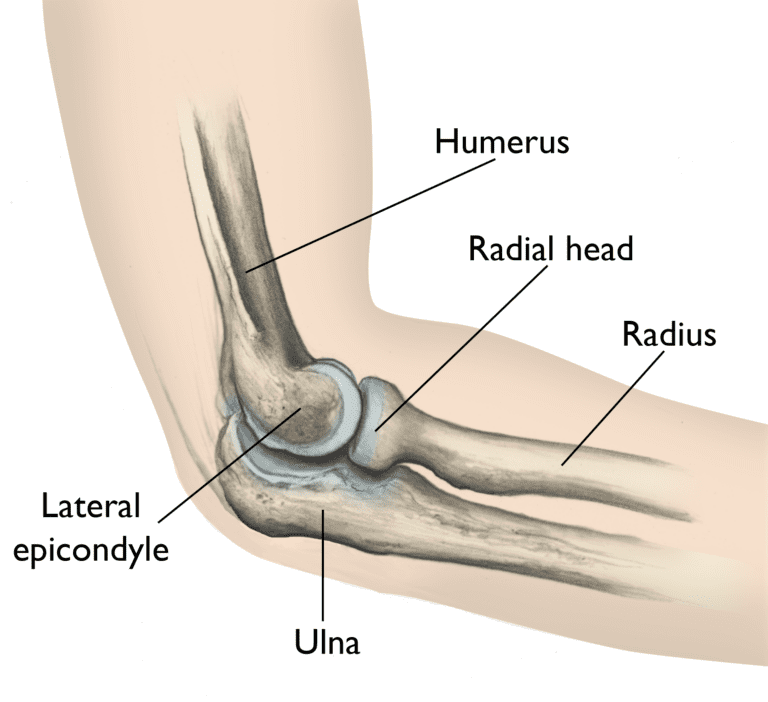 Humerus
Radial head
Radius
Lateral
epicondyle
Ulna